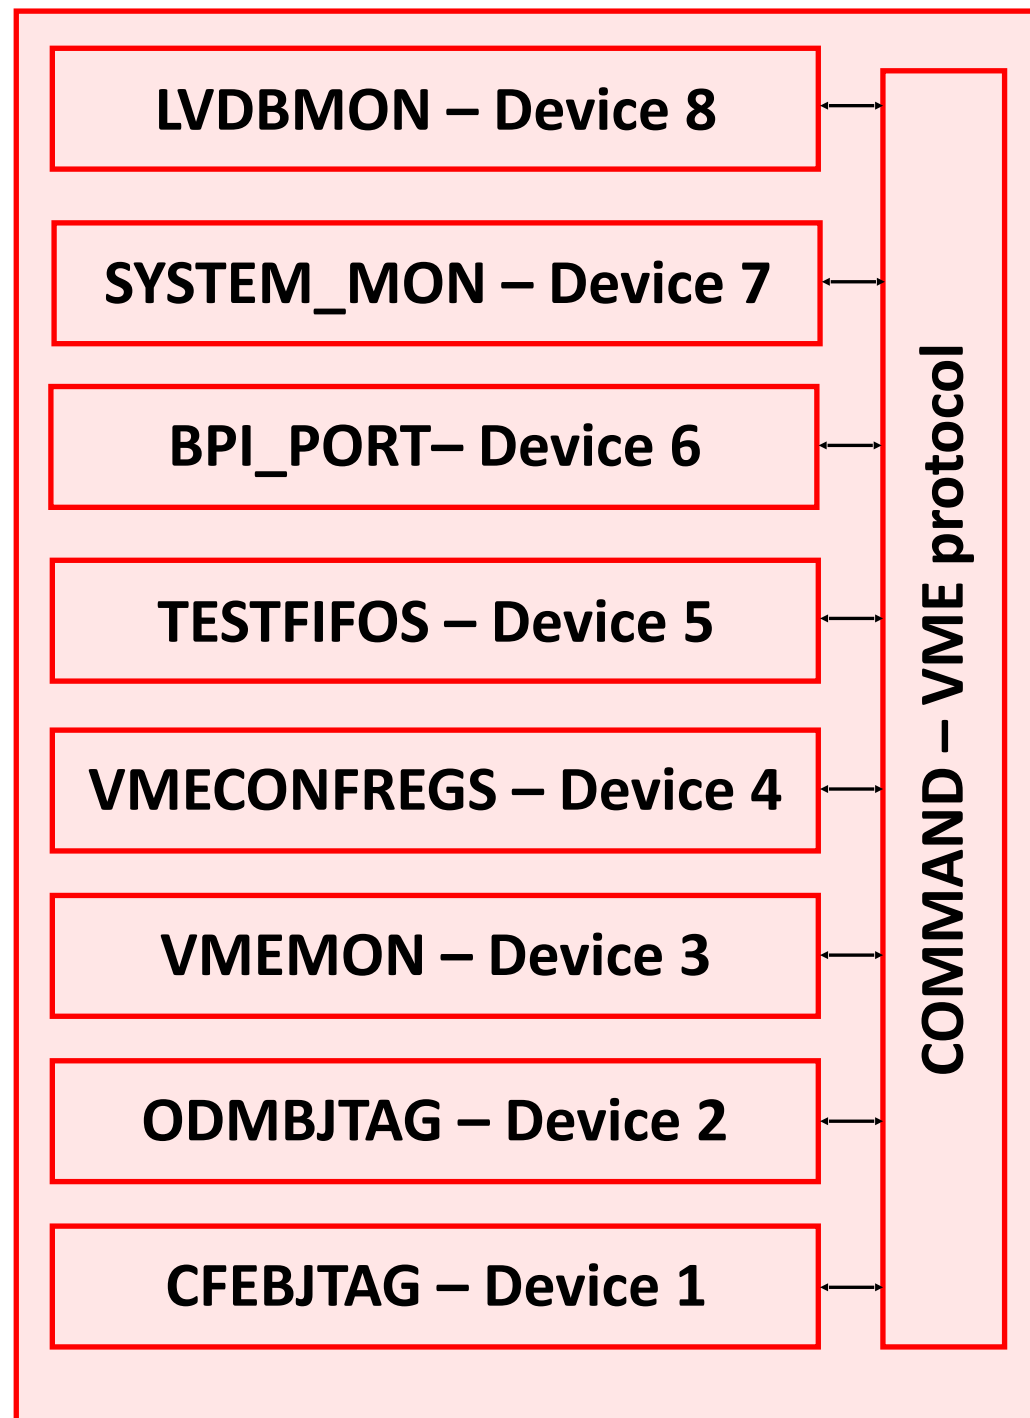 LVDBMON – Device 8
SYSTEM_MON – Device 7
BPI_PORT– Device 6
TESTFIFOS – Device 5
VMECONFREGS – Device 4
VMEMON – Device 3
ODMBJTAG – Device 2
CFEBJTAG – Device 1
COMMAND – VME protocol